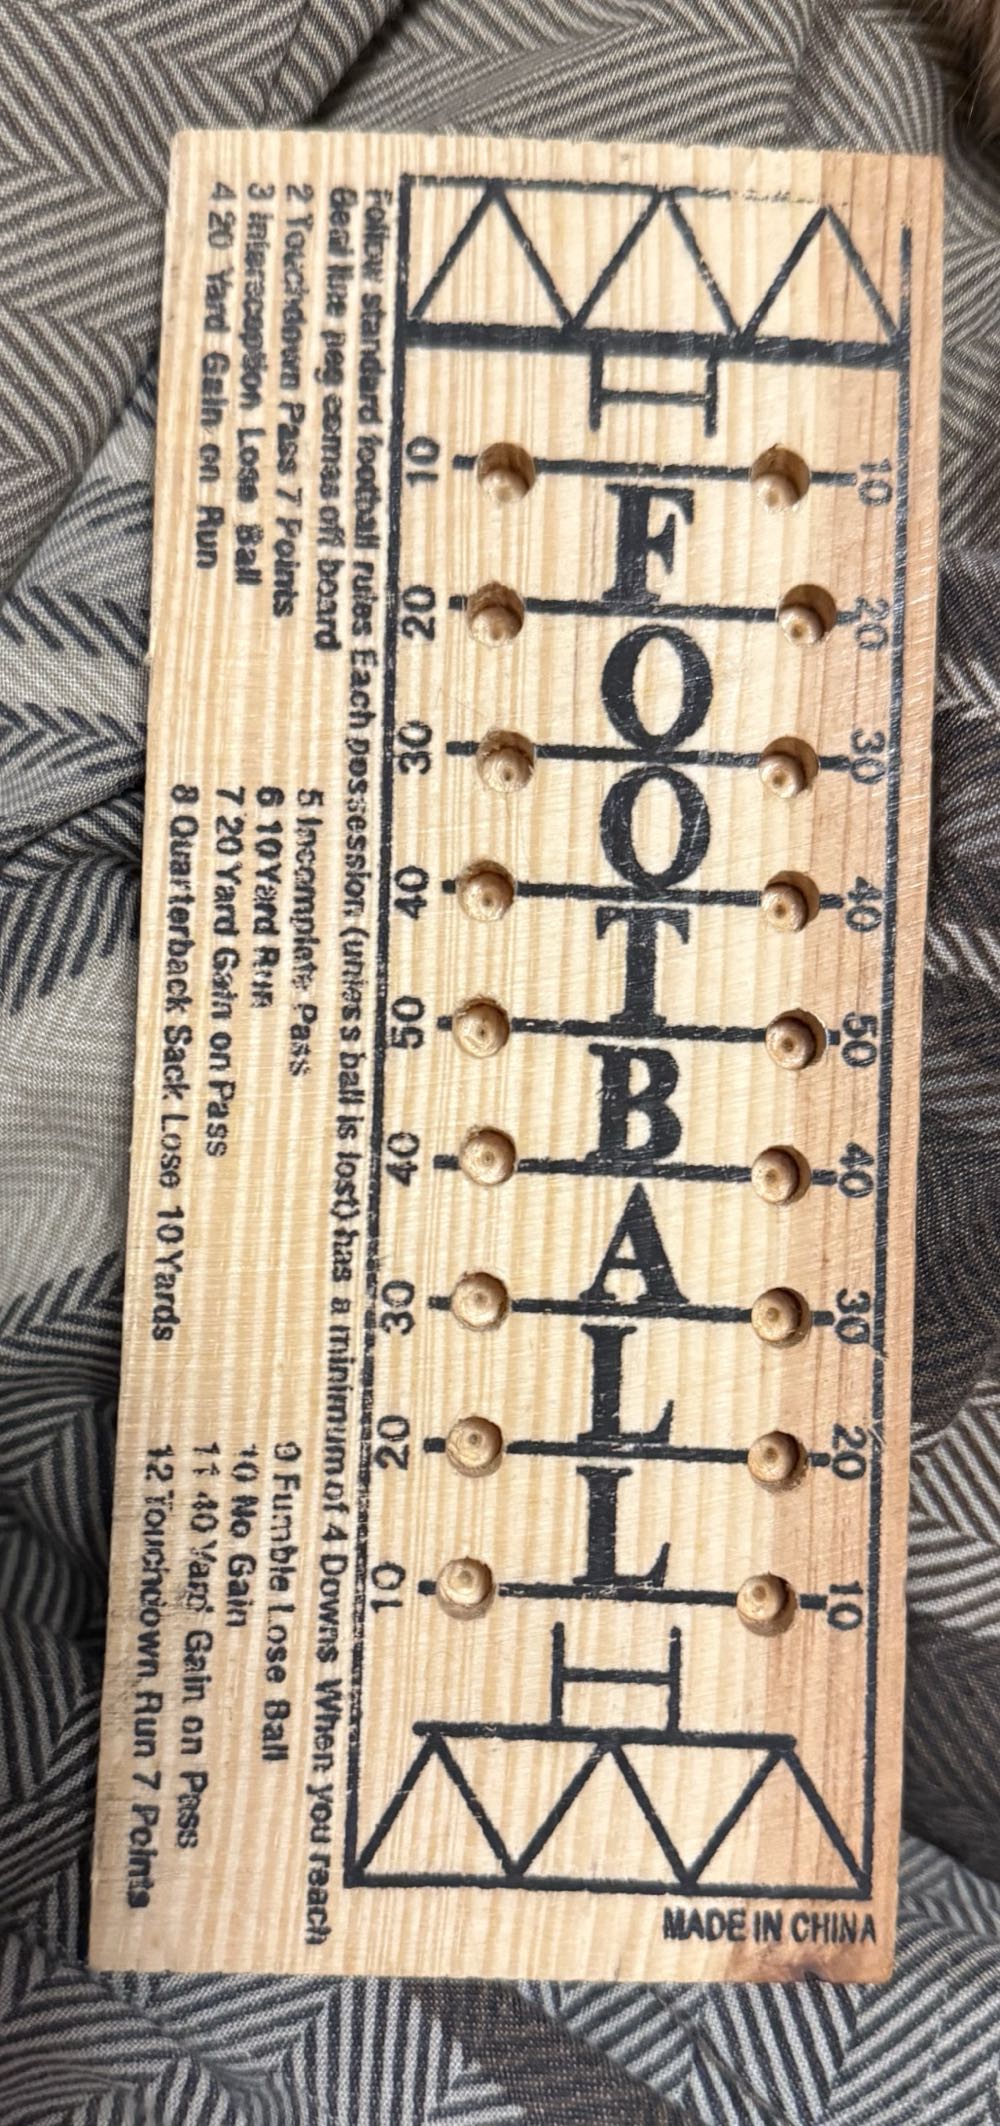 10 20 30 40 50 40 30 20 10
FOOTBALL
10 20 30 40 50 40 30 20 10
MADE IN CHINA
Follow standard football rules Each possession (unless ball is lost) has a minimum of 4 Downs When you reach
Goal line peg comes off board
2 Touchdown Pass 7 Points
3 Interception Lose Ball
4 20 Yard Gain on Run
5 Incomplete Pass
6 10 Yard Run
7 20 Yard Gain on Pass
8 Quarterback Sack Lose 10 Yards
9 Fumble Lose Ball
10 No Gain
11 40 Yard Gain on Pass
12 Touchdown Run 7 Points